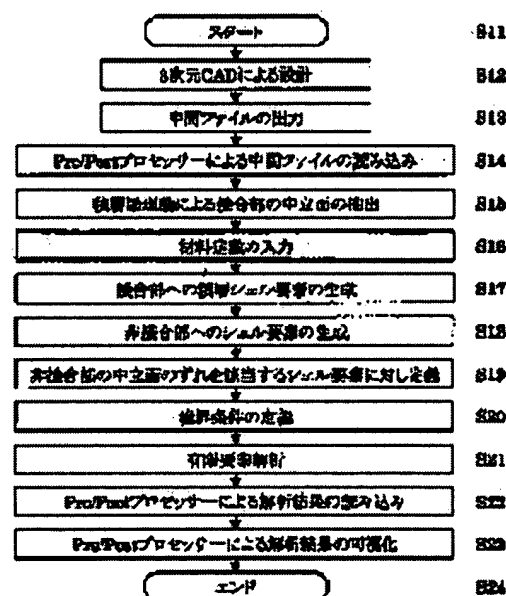 スタート S11
3次元CADによる設計 S12
中間ファイルの出力 S13
Pre/Postプロセッサーによる中間ファイルの読み込み S14
による接合部の中立面の抽出 S15
材料定数の入力 S16
接合部への積層シェル要素の生成 S17
非接合部へのシェル要素の生成 S18
非接合部の中立面のずれを該当するシェル要素に対し定義 S19
境界条件の定義 S20
有限要素解析 S21
Pre/Postプロセッサーによる解析結果の読み込み S22
Pre/Postプロセッサーによる解析結果の可視化 S23
エンド S24